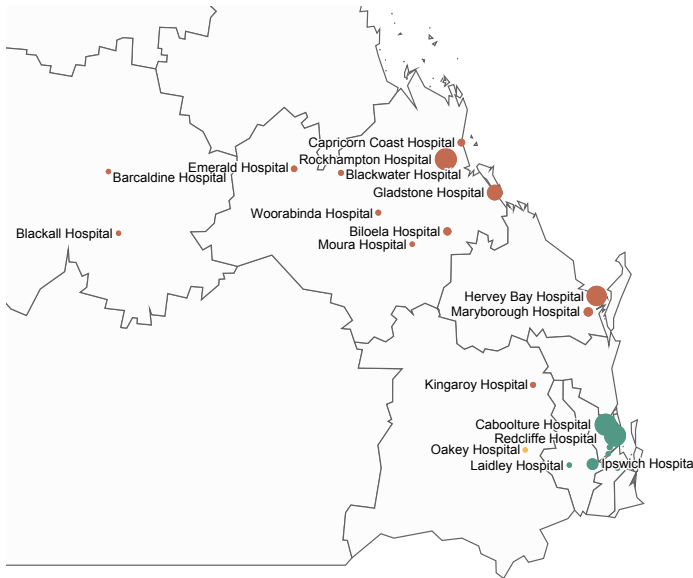 Capricorn Coast Hospital
Rockhampton Hospital
Emerald Hospital
Blackwater Hospital
Barcaldine Hospital
Gladstone Hospital
Woorabinda Hospital
Blackall Hospital
Biloela Hospital
Moura Hospital
Hervey Bay Hospital
Maryborough Hospital
Kingaroy Hospital
Caboolture Hospital
Redcliffe Hospital
Oakey Hospital
Laidley Hospital
Ipswich Hospita